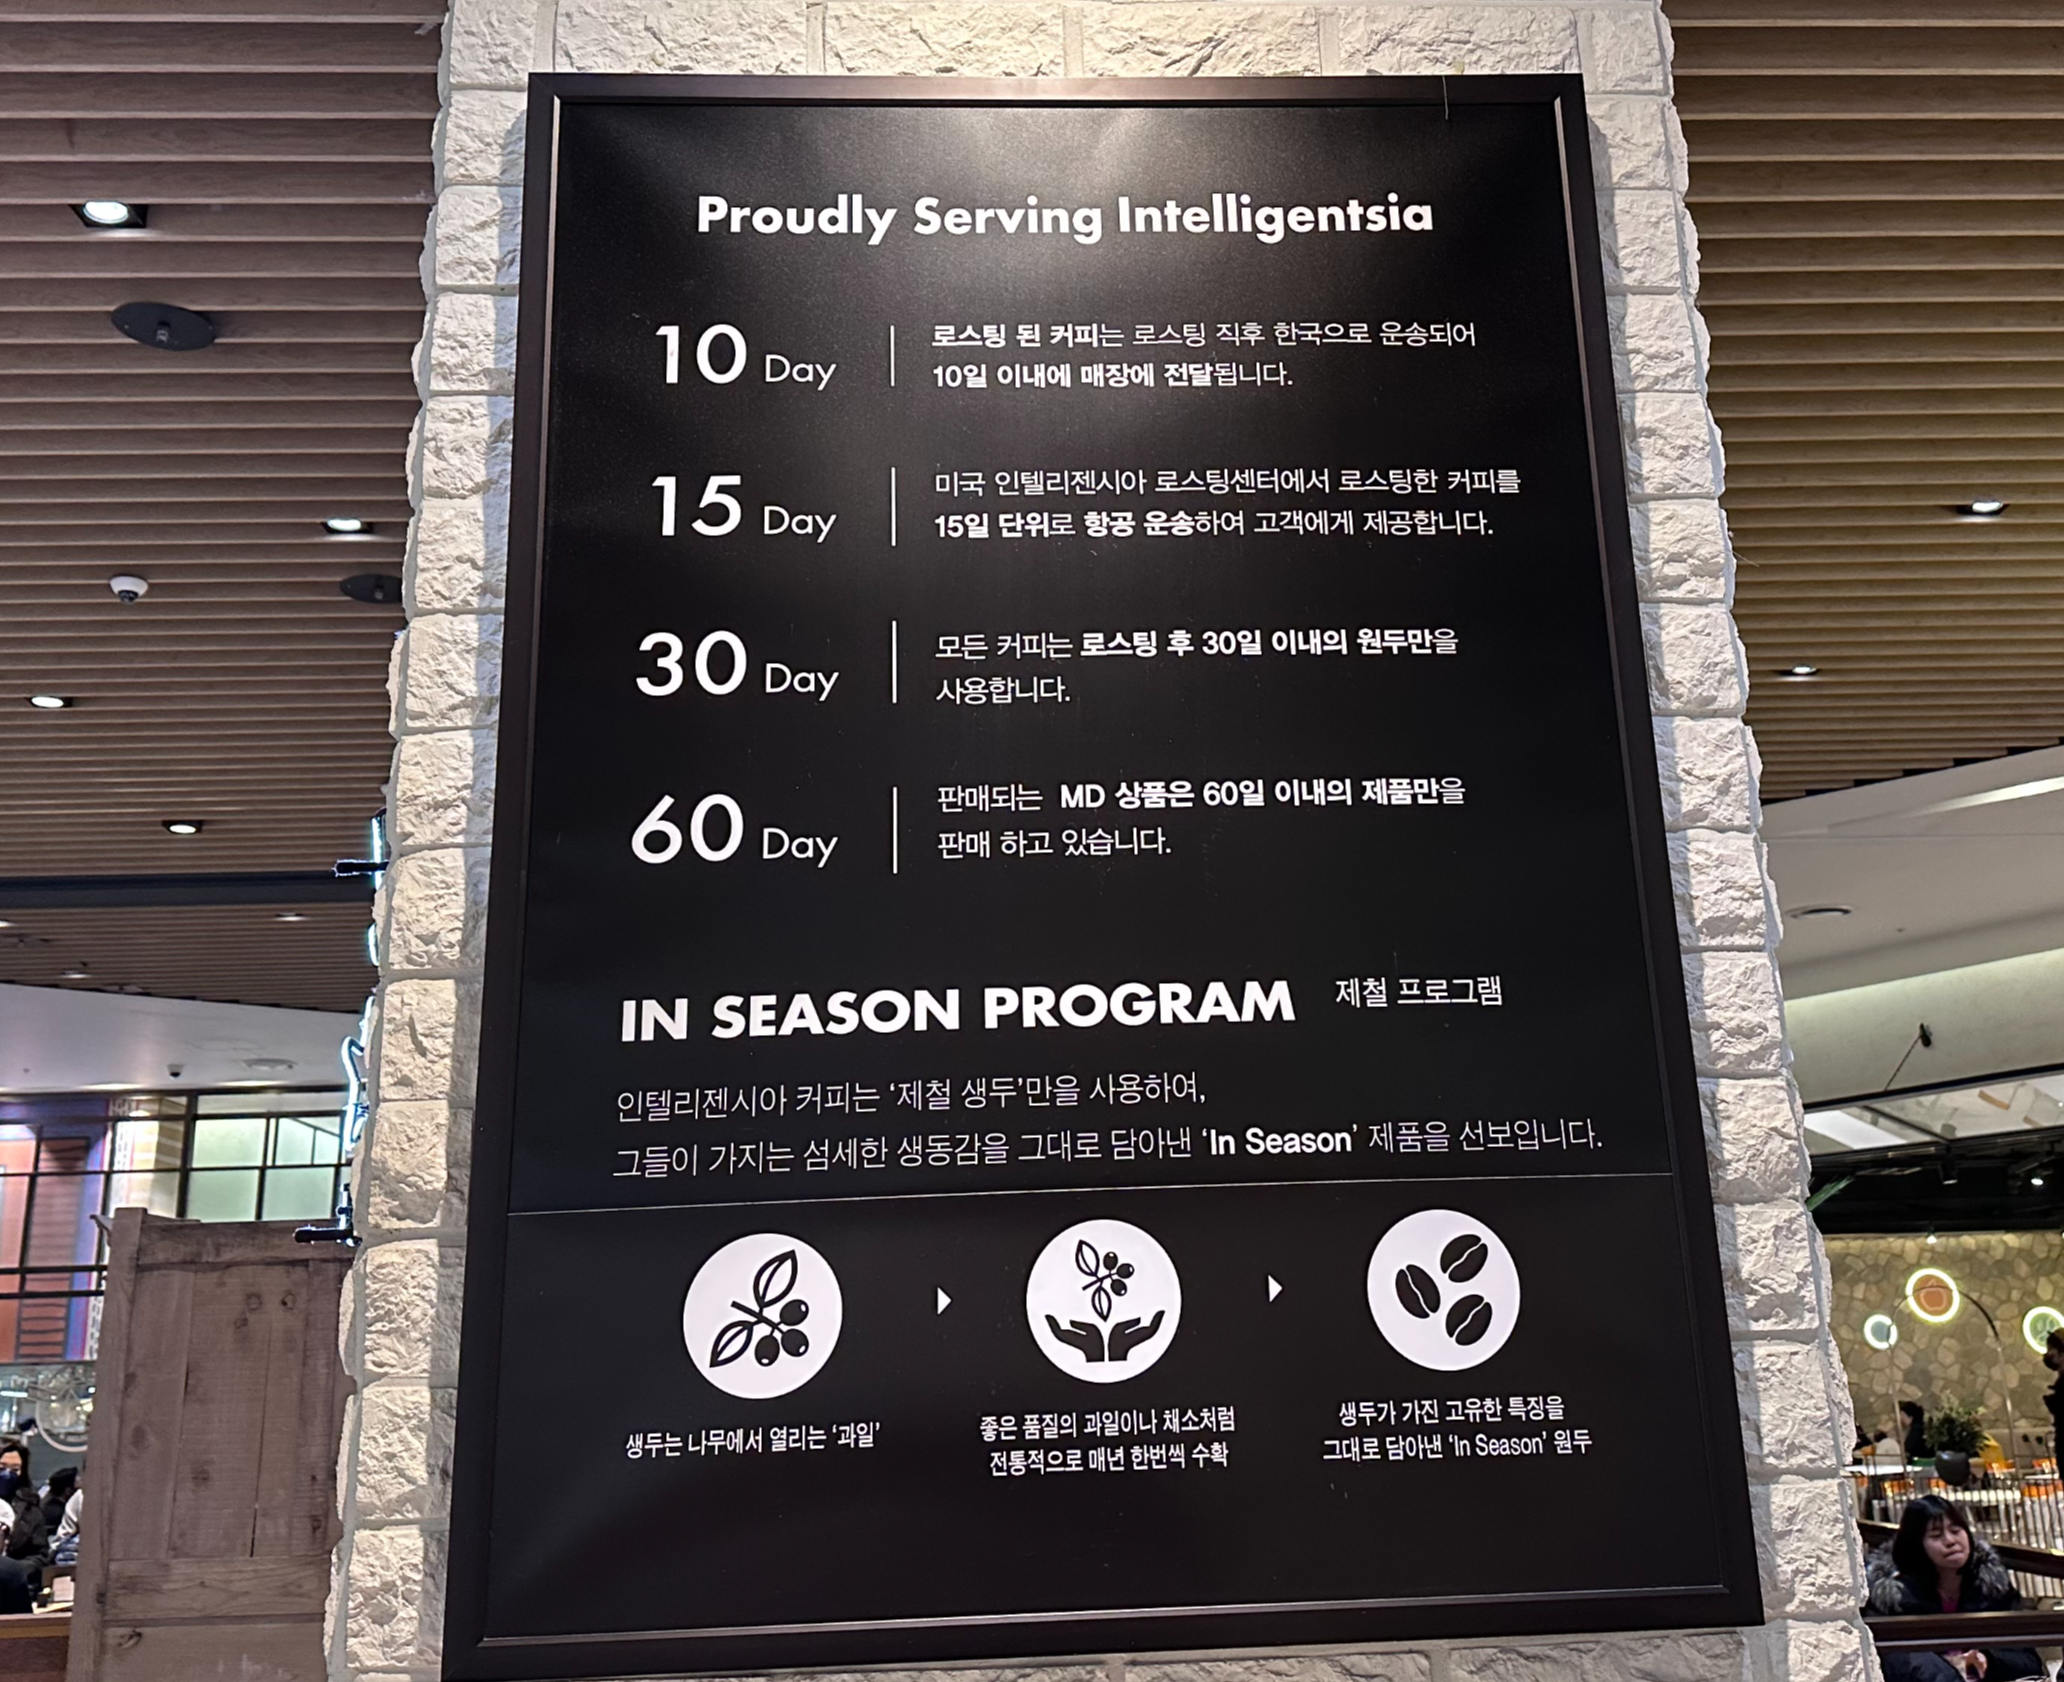 Proudly Serving Intelligentsia
10 Day
로스팅 된 커피는 로스팅 직후 한국으로 운송되어
10일 이내에 매장에 전달됩니다.
15 Day
미국 인텔리젠시아 로스팅센터에서 로스팅한 커피를
15일 단위로 항공 운송하여 고객에게 제공합니다.
30 Day
모든 커피는 로스팅 후 30일 이내의 원두만을
사용합니다.
60 Day
판매되는 MD 상품은 60일 이내의 제품만을
판매 하고 있습니다.
IN SEASON PROGRAM 제철 프로그램
인텔리젠시아 커피는 ‘제철 생두’만을 사용하여,
그들이 가지는 섬세한 생동감을 그대로 담아낸 ‘In Season’ 제품을 선보입니다.
생두는 나무에서 열리는 ‘과일’
좋은 품질의 과일이나 채소처럼
전통적으로 매년 한번씩 수확
생두가 가진 고유한 특징을
그대로 담아낸 ‘In Season’ 원두